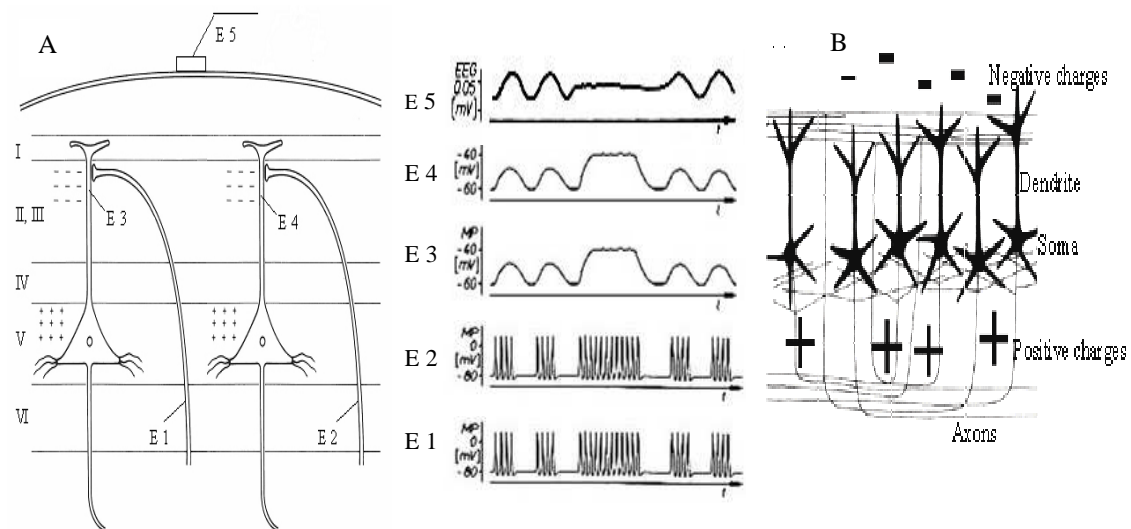 A
E 5
I
II, III
IV
V
VI
E 3
E 4
E 1
E 2
E 5
EEG
0.05
[mV]
t
E 4
-40
[mV]
-60
t
E 3
MP
-40
[mV]
-60
t
E 2
MP
0
[mV]
-80
t
E 1
MP
0
[mV]
-80
t
B
Negative charges
Dendrite
Soma
Positive charges
Axons